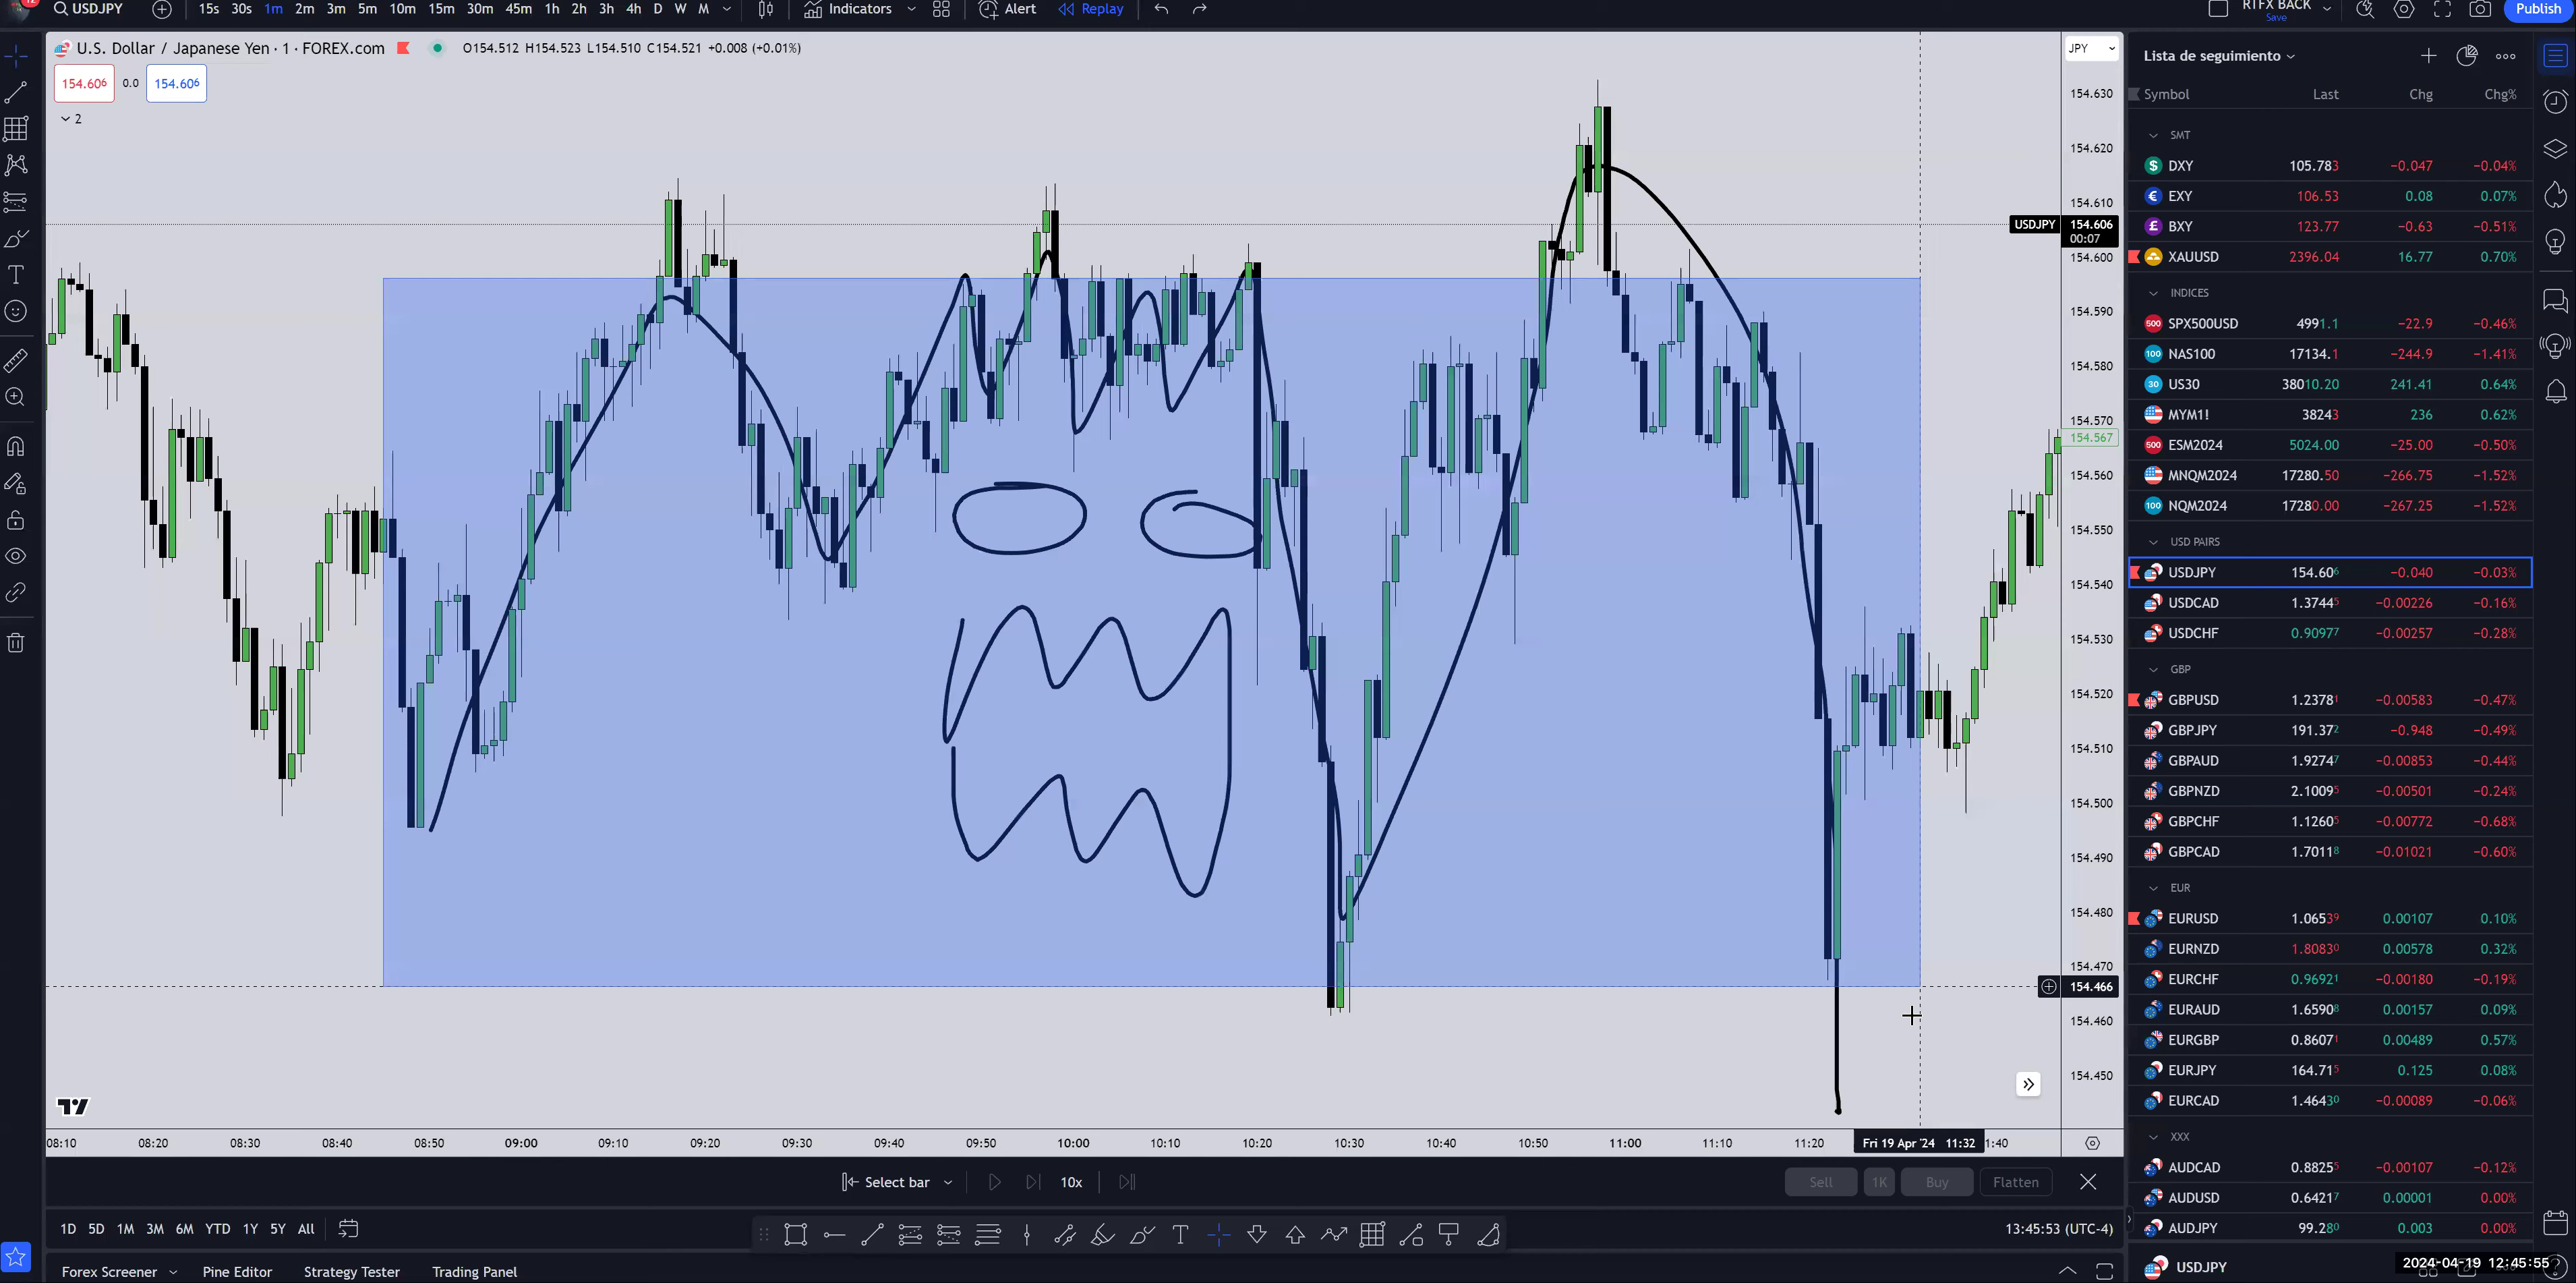 USDJPY 15s 30s 1m 2m 3m 5m 10m 15m 30m 45m 1h 2h 3h 4h D W M Indicators Alert Replay RTFX BACK Save Publish
U.S. Dollar / Japanese Yen · 1 · FOREX.com O154.512 H154.523 L154.510 C154.521 +0.008 (+0.01%)
154.606 0.0 154.606
2
JPY
154.630
154.620
154.610
USDJPY 154.606
00:07
154.600
154.590
154.580
154.570
154.567
154.560
154.550
154.540
154.530
154.520
154.510
154.500
154.490
154.480
154.470
154.466
154.460
154.450
08:10 08:20 08:30 08:40 08:50 09:00 09:10 09:20 09:30 09:40 09:50 10:00 10:10 10:20 10:30 10:40 10:50 11:00 11:10 11:20 Fri 19 Apr '24 11:32 1:40
Select bar 10x Sell 1K Buy Flatten
1D 5D 1M 3M 6M YTD 1Y 5Y All 13:45:53 (UTC-4)
Forex Screener Pine Editor Strategy Tester Trading Panel
Lista de seguimiento
Symbol Last Chg Chg%
SMT
DXY 105.783 −0.047 −0.04%
EXY 106.53 0.08 0.07%
BXY 123.77 −0.63 −0.51%
XAUUSD 2396.04 16.77 0.70%
INDICES
SPX500USD 4991.1 −22.9 −0.46%
NAS100 17134.1 −244.9 −1.41%
US30 38010.20 241.41 0.64%
MYM1! 38243 236 0.62%
ESM2024 5024.00 −25.00 −0.50%
MNQM2024 17280.50 −266.75 −1.52%
NQM2024 17280.00 −267.25 −1.52%
USD PAIRS
USDJPY 154.606 −0.040 −0.03%
USDCAD 1.37445 −0.00226 −0.16%
USDCHF 0.90977 −0.00257 −0.28%
GBP
GBPUSD 1.23781 −0.00583 −0.47%
GBPJPY 191.372 −0.948 −0.49%
GBPAUD 1.92747 −0.00853 −0.44%
GBPNZD 2.10095 −0.00501 −0.24%
GBPCHF 1.12605 −0.00772 −0.68%
GBPCAD 1.70118 −0.01021 −0.60%
EUR
EURUSD 1.06539 0.00107 0.10%
EURNZD 1.80830 0.00578 0.32%
EURCHF 0.96921 −0.00180 −0.19%
EURAUD 1.65908 0.00157 0.09%
EURGBP 0.86071 0.00489 0.57%
EURJPY 164.715 0.125 0.08%
EURCAD 1.46430 −0.00089 −0.06%
XXX
AUDCAD 0.88255 −0.00107 −0.12%
AUDUSD 0.64217 0.00001 0.00%
AUDJPY 99.280 0.003 0.00%
USDJPY 2024-04-19 12:45:55